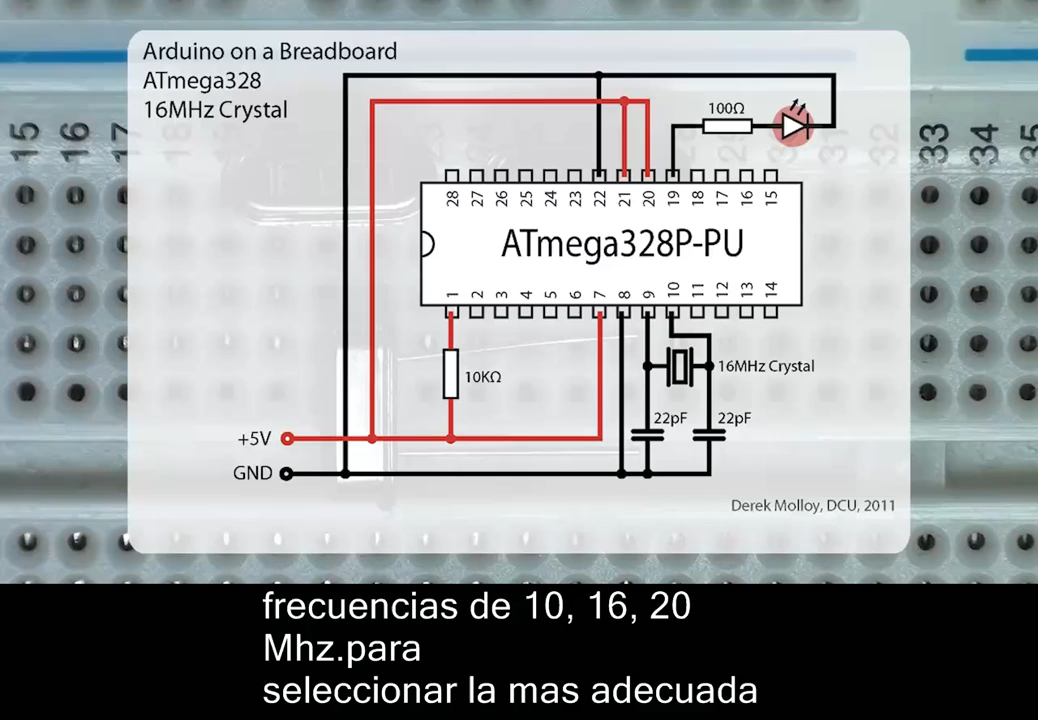 Arduino on a Breadboard
ATmega328
16MHz Crystal
15 16 17 18 31 32 33 34 35
100Ω
28 27 26 25 24 23 22 21 20 19 18 17 16 15
ATmega328P-PU
1 2 3 4 5 6 7 8 9 10 11 12 13 14
16MHz Crystal
10KΩ
22pF 22pF
+5V
GND
Derek Molloy, DCU, 2011
frecuencias de 10, 16, 20
Mhz.para
seleccionar la mas adecuada